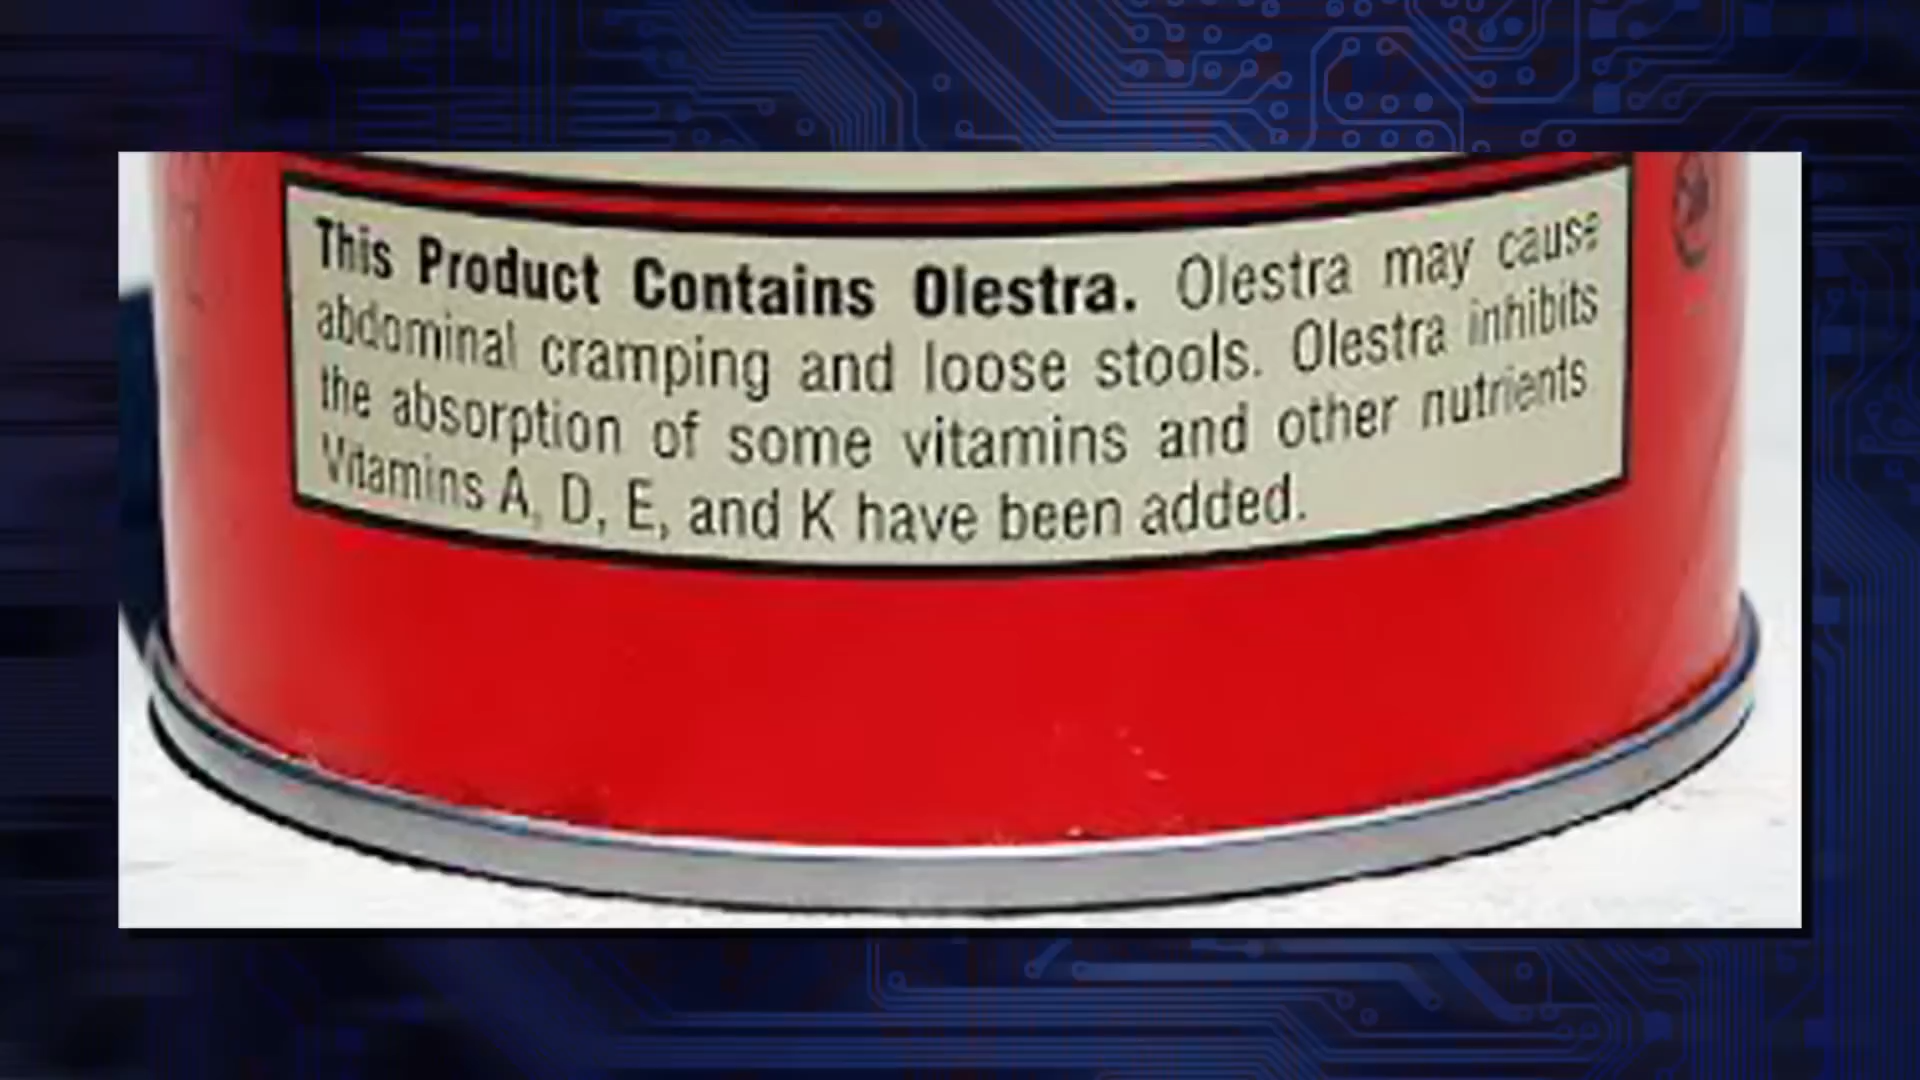 This Product Contains Olestra. Olestra may cause
abdominal cramping and loose stools. Olestra inhibits
the absorption of some vitamins and other nutrients
Vitamins A, D, E, and K have been added.